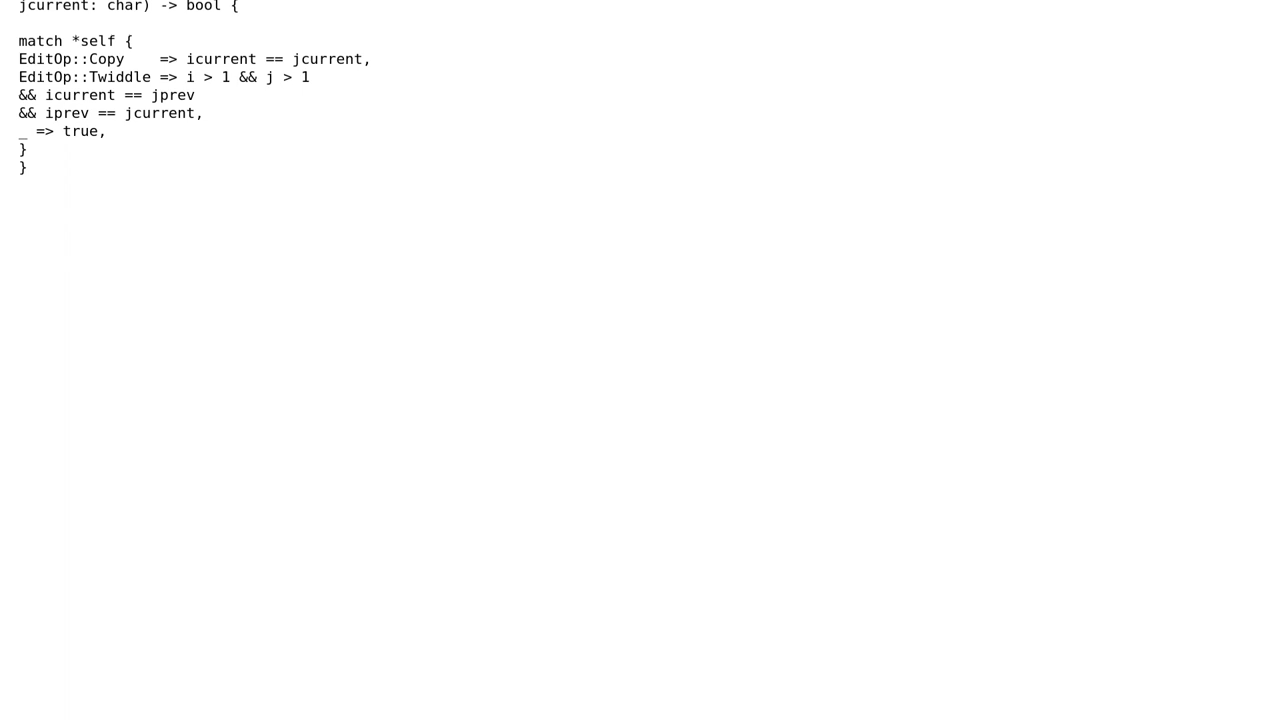 jcurrent: char) -> bool {

match *self {
EditOp::Copy    => icurrent == jcurrent,
EditOp::Twiddle => i > 1 && j > 1
&& icurrent == jprev
&& iprev == jcurrent,
_ => true,
}
}